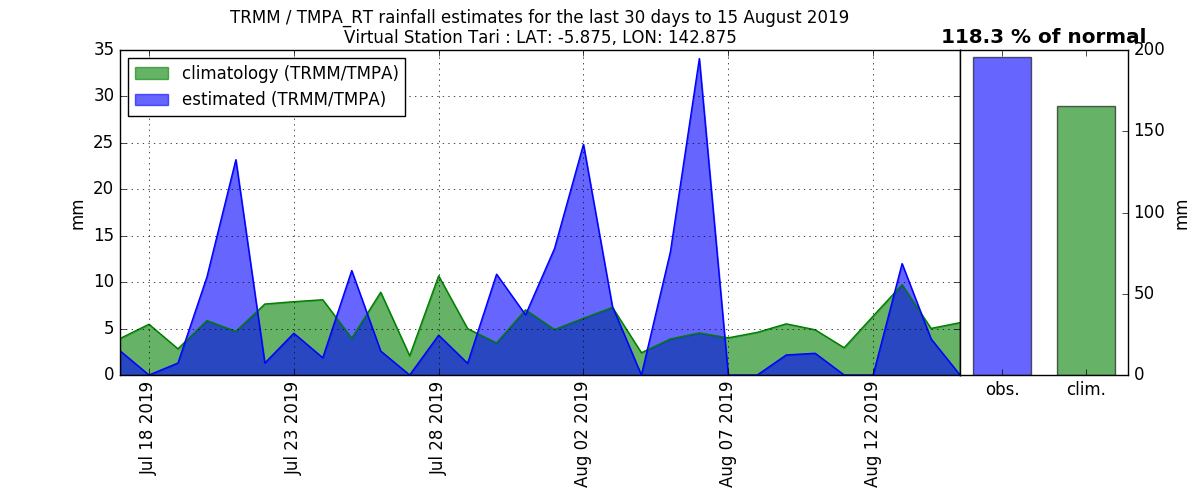 TRMM / TMPA_RT rainfall estimates for the last 30 days to 15 August 2019
Virtual Station Tari : LAT: -5.875, LON: 142.875
118.3 % of normal
climatology (TRMM/TMPA)
estimated (TRMM/TMPA)
35
30
25
20
15
10
5
0
mm
Jul 18 2019
Jul 23 2019
Jul 28 2019
Aug 02 2019
Aug 07 2019
Aug 12 2019
200
150
100
50
0
mm
obs.
clim.